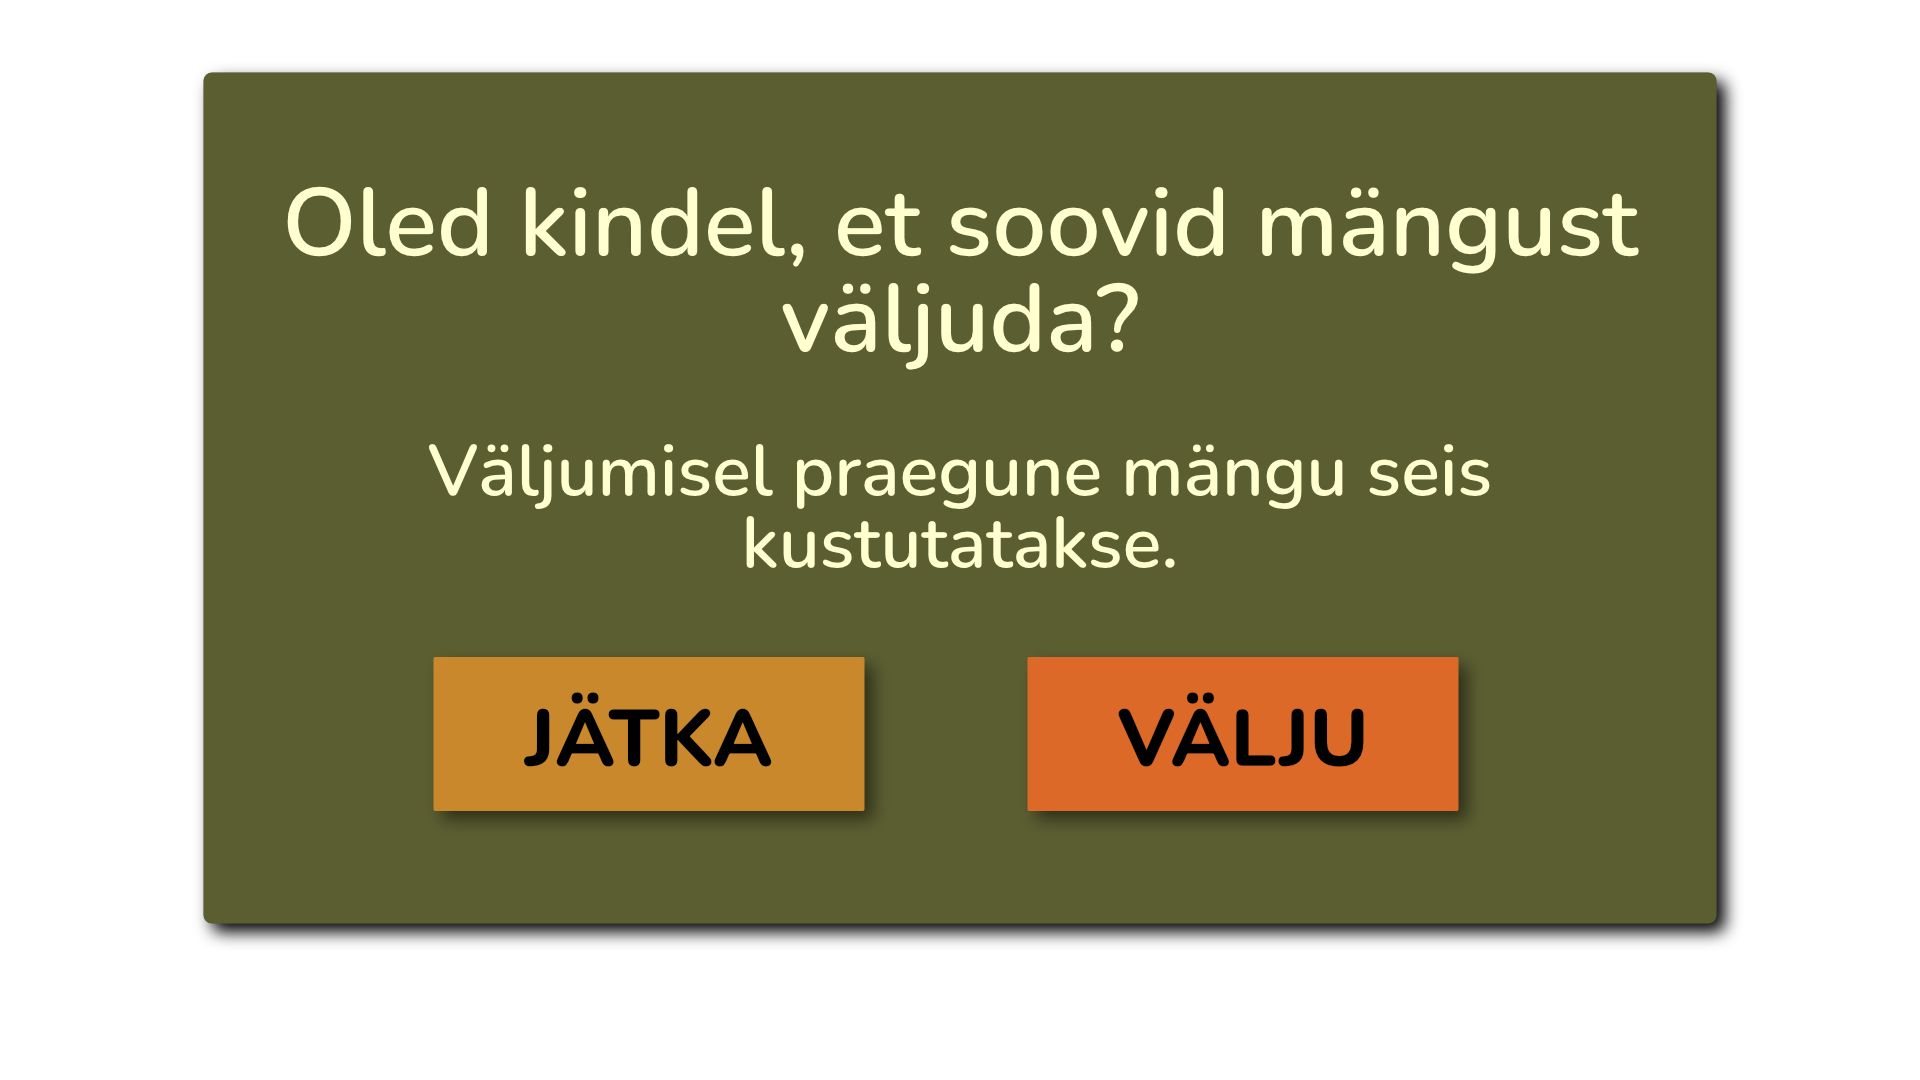 Oled kindel, et soovid mängust
väljuda?
Väljumisel praegune mängu seis
kustutatakse.
JÄTKA
VÄLJU